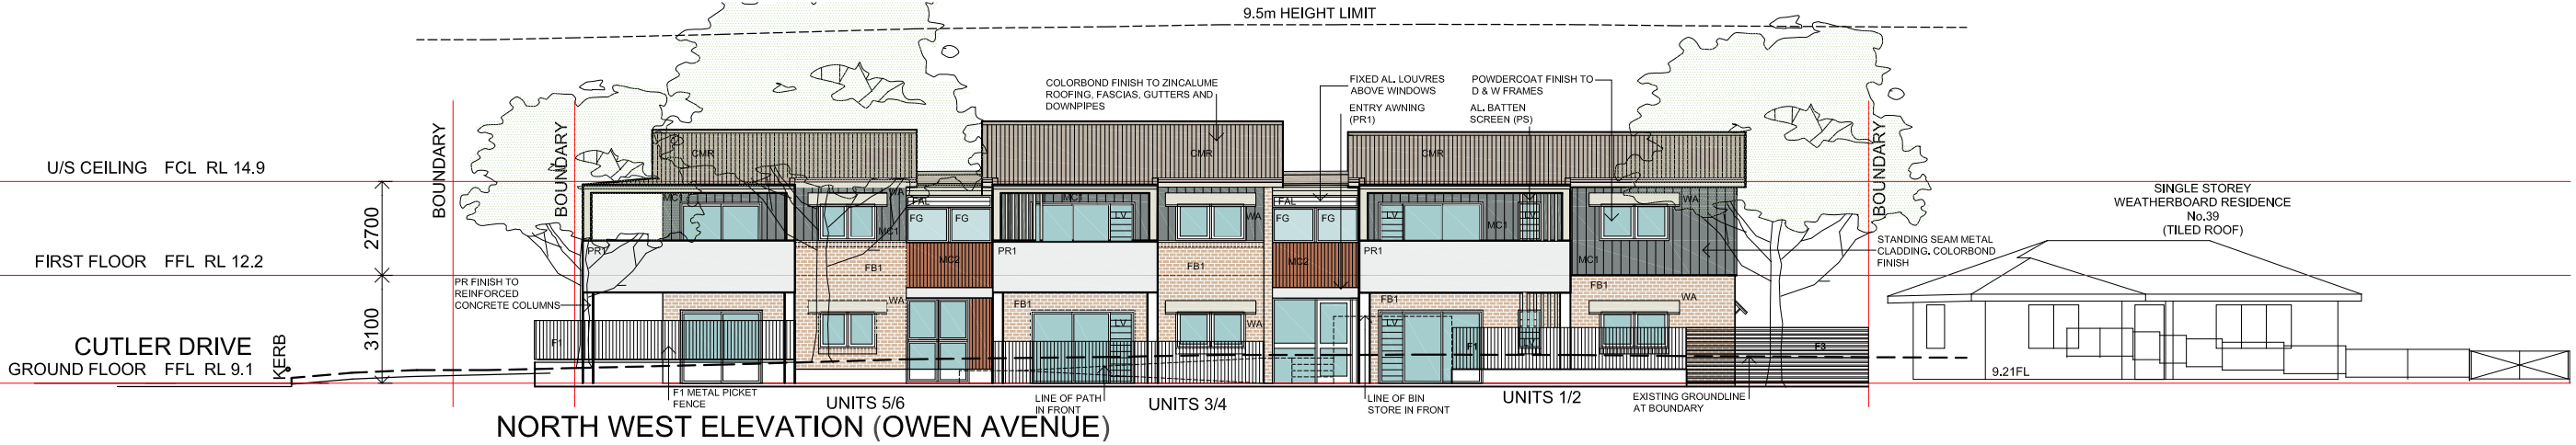 9.5m HEIGHT LIMIT
COLORBOND FINISH TO ZINCALUME
ROOFING, FASCIAS, GUTTERS AND
DOWNPIPES
FIXED AL. LOUVRES
ABOVE WINDOWS
ENTRY AWNING
(PR1)
POWDERCOAT FINISH TO
D & W FRAMES
AL. BATTEN
SCREEN (PS)
BOUNDARY
BOUNDARY
BOUNDARY
U/S CEILING FCL RL 14.9
2700
FIRST FLOOR FFL RL 12.2
3100
CUTLER DRIVE
GROUND FLOOR FFL RL 9.1
KERB
CMR
CMR
CMR
MC1
WA
FAL
FG
FG
MC1
MC1
LV
WA
FAL
FG
FG
LV
MC1
LV
WA
PR1
FB1
MC2
PR1
FB1
MC2
PR1
MC1
STANDING SEAM METAL
CLADDING. COLORBOND
FINISH
SINGLE STOREY
WEATHERBOARD RESIDENCE
No.39
(TILED ROOF)
PR FINISH TO
REINFORCED
CONCRETE COLUMNS
WA
FB1
LV
WA
FB1
LV
LV
FB1
WA
F1
F1
F3
9.21FL
F1 METAL PICKET
FENCE
UNITS 5/6
LINE OF PATH
IN FRONT
UNITS 3/4
LINE OF BIN
STORE IN FRONT
UNITS 1/2
EXISTING GROUNDLINE
AT BOUNDARY
NORTH WEST ELEVATION (OWEN AVENUE)